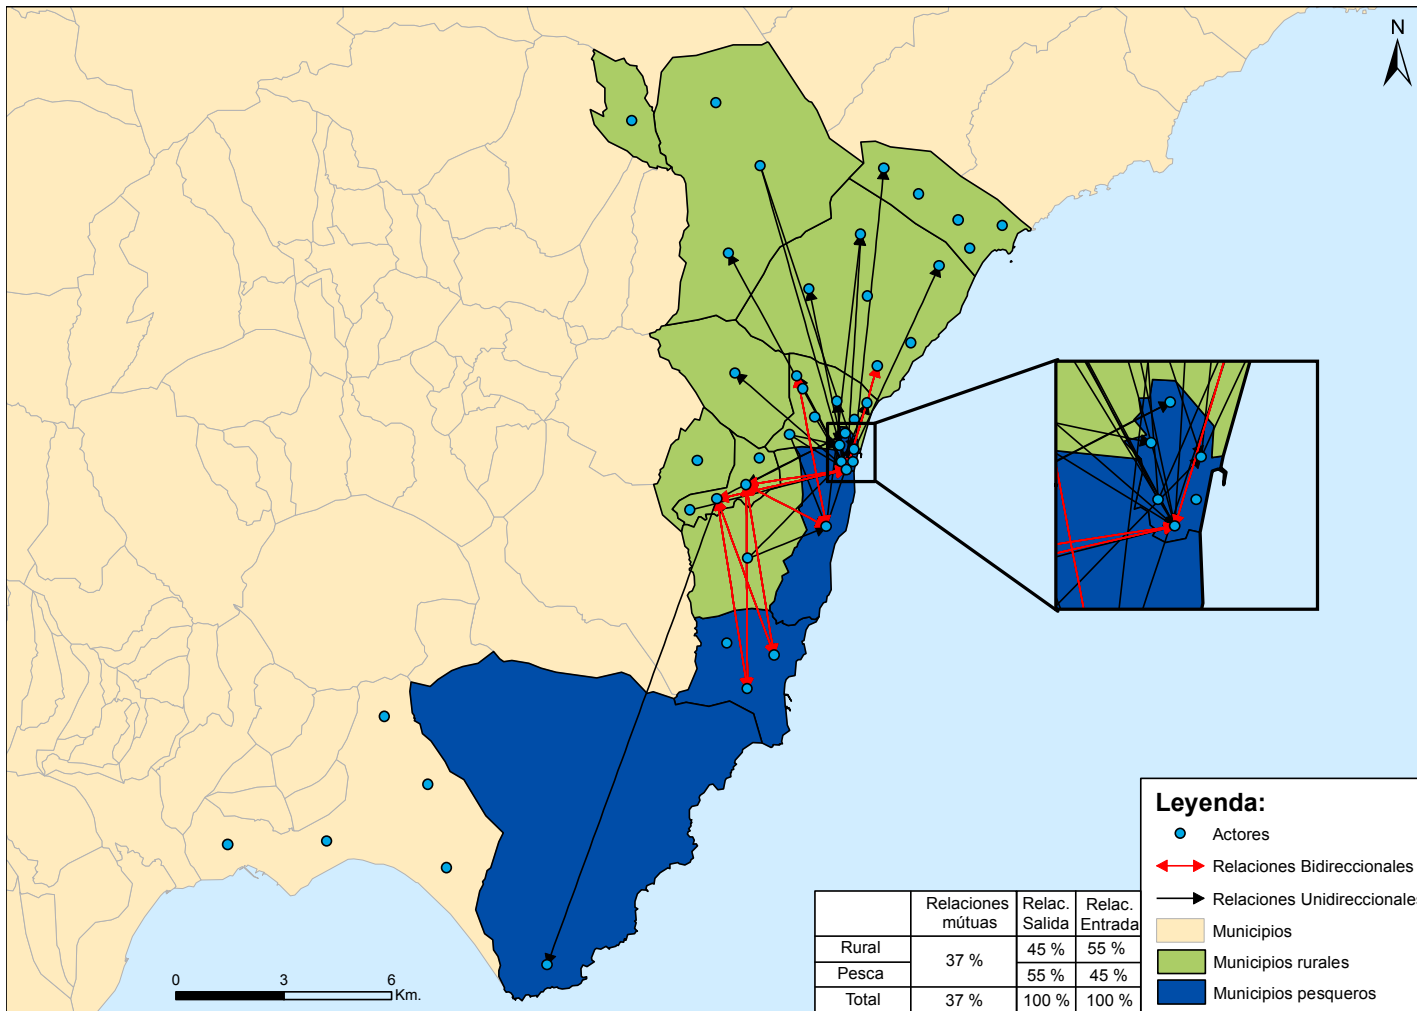 N
Leyenda:
Actores
Relaciones Bidireccionales
Relaciones Unidireccionales
Municipios
Municipios rurales
Municipios pesqueros
Relaciones mútuas
Relac. Salida
Relac. Entrada
Rural
37 %
45 %
55 %
Pesca
55 %
45 %
Total
37 %
100 %
100 %
0
3
6
Km.